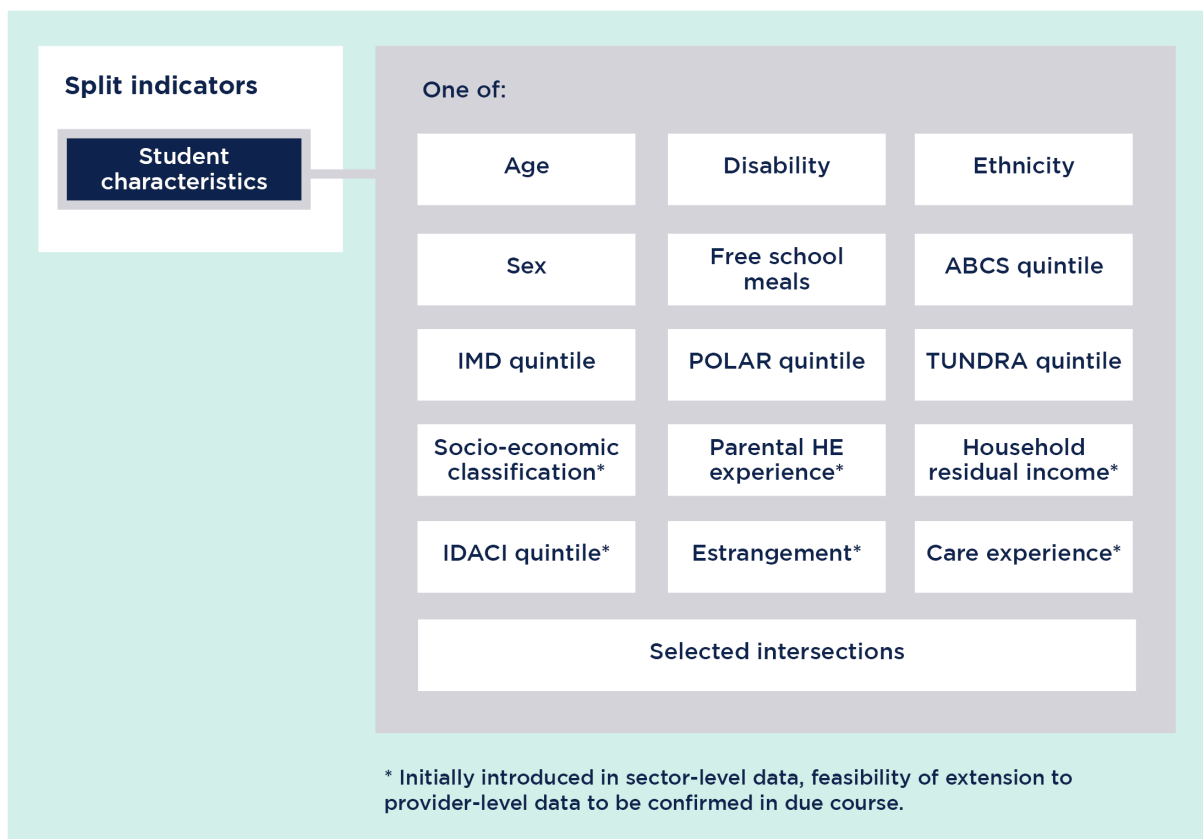 Split indicators
Student
characteristics
One of:
Age
Disability
Ethnicity
Sex
Free school
meals
ABCS quintile
IMD quintile
POLAR quintile
TUNDRA quintile
Socio-economic
classification*
Parental HE
experience*
Household
residual income*
IDACI quintile*
Estrangement*
Care experience*
Selected intersections
* Initially introduced in sector-level data, feasibility of extension to
provider-level data to be confirmed in due course.